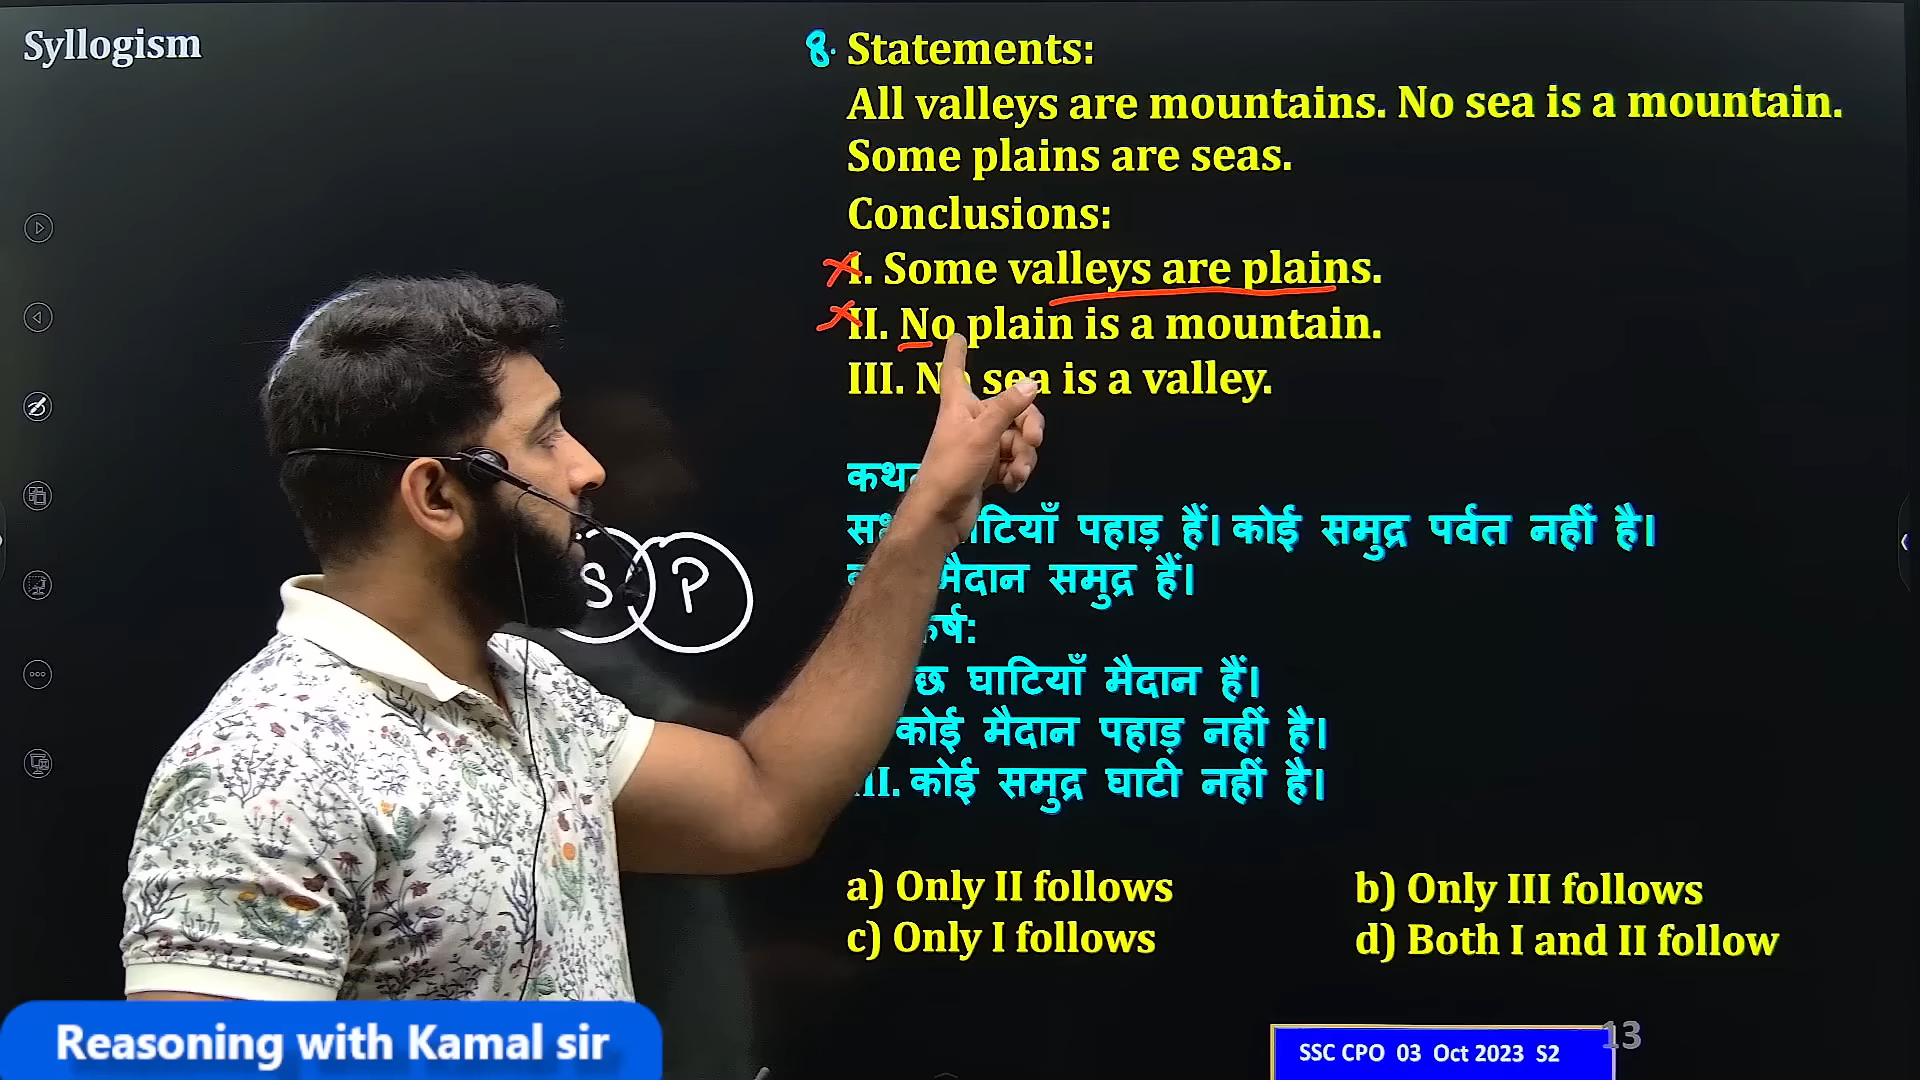 Syllogism
8. Statements:
All valleys are mountains. No sea is a mountain.
Some plains are seas.
Conclusions:
I. Some valleys are plains.
II. No plain is a mountain.
III. No sea is a valley.
हैं। कोई समुद्र पर्वत नहीं है।
पहाड़
मैदान समुद्र हैं।
S P
घाटियाँ मैदान हैं।
कोई मैदान पहाड़ नहीं है।
III. कोई समुद्र घाटी नहीं है।
a) Only II follows
b) Only III follows
c) Only I follows
d) Both I and II follow
Reasoning with Kamal sir
SSC CPO 03 Oct 2023 S2
13